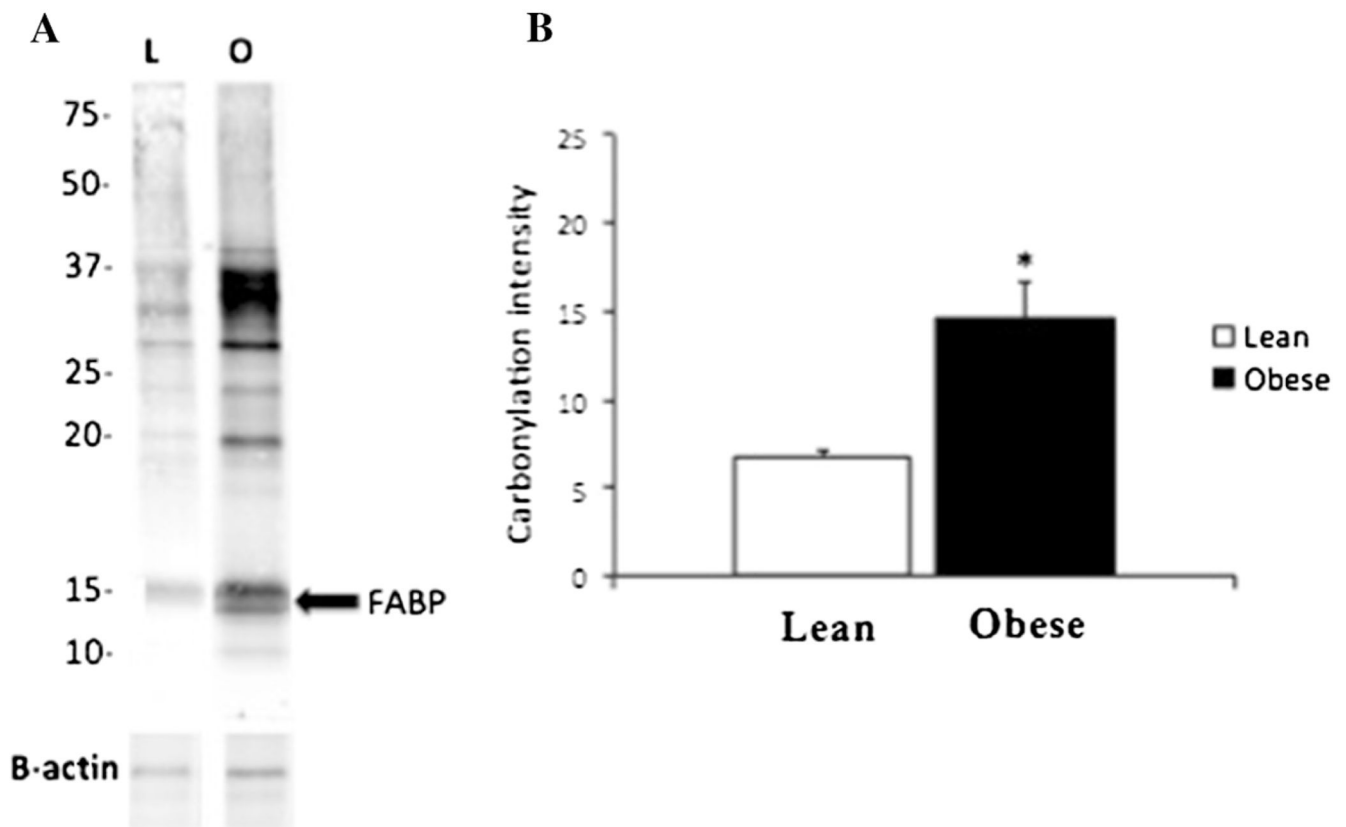 A
L O
75-
50-
37-
25-
20-
15-
FABP
10-
B-actin
B
Carbonylation intensity
25
20
*
15
10
5
0
Lean Obese
Lean
Obese